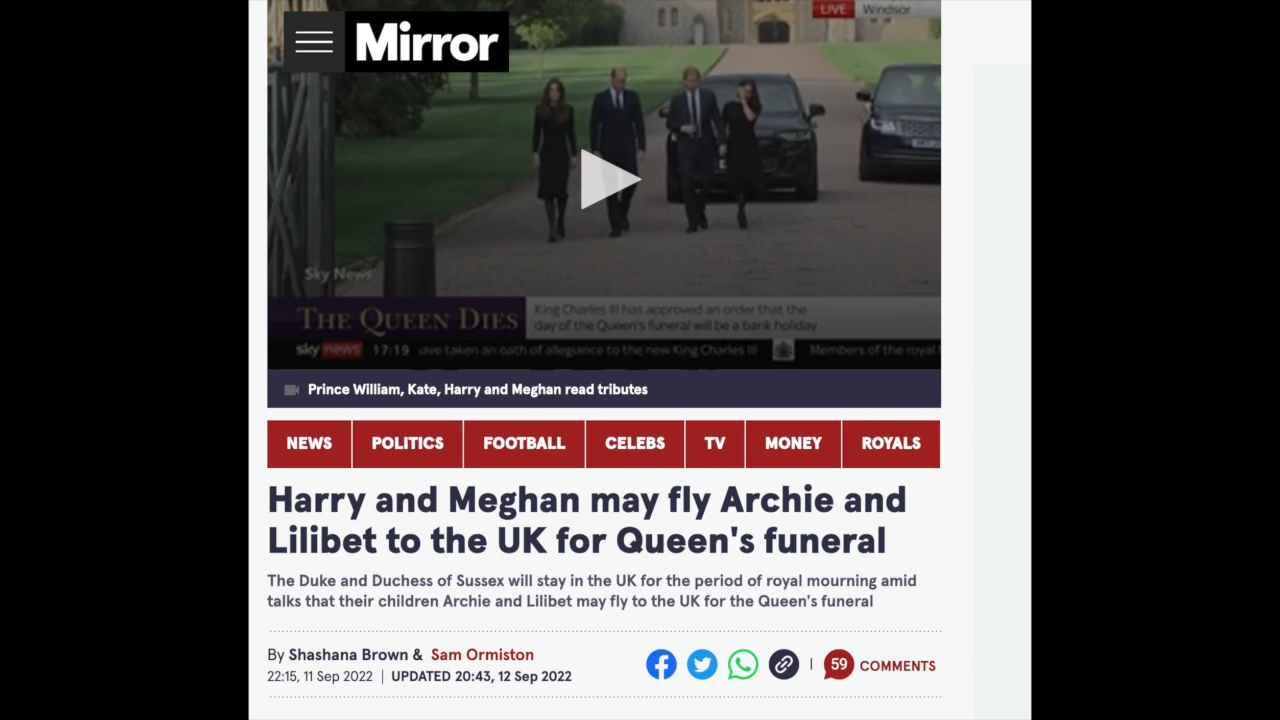 LIVE Windsor
Mirror
Sky News
THE QUEEN DIES
King Charles III has approved an order that the
day of the Queen's funeral will be a bank holiday
sky news 17:19 ave taken an oath of allegiance to the new King Charles III Members of the royal
Prince William, Kate, Harry and Meghan read tributes
NEWS POLITICS FOOTBALL CELEBS TV MONEY ROYALS
Harry and Meghan may fly Archie and
Lilibet to the UK for Queen's funeral
The Duke and Duchess of Sussex will stay in the UK for the period of royal mourning amid
talks that their children Archie and Lilibet may fly to the UK for the Queen's funeral
By Shashana Brown & Sam Ormiston
22:15, 11 Sep 2022 | UPDATED 20:43, 12 Sep 2022
| 59 COMMENTS